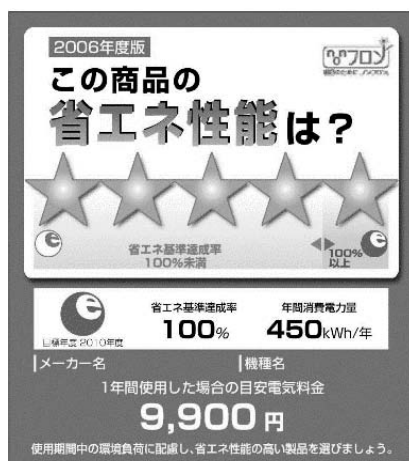 2006年度版
ノンフロン
この商品の
省エネ性能は?
省エネ基準達成率
100%未満
100%
以上
省エネ基準達成率
100%
年間消費電力量
450kWh/年
目標年度 2010年度
メーカー名
機種名
1年間使用した場合の目安電気料金
9,900円
使用期間中の環境負荷に配慮し、省エネ性能の高い製品を選びましょう。